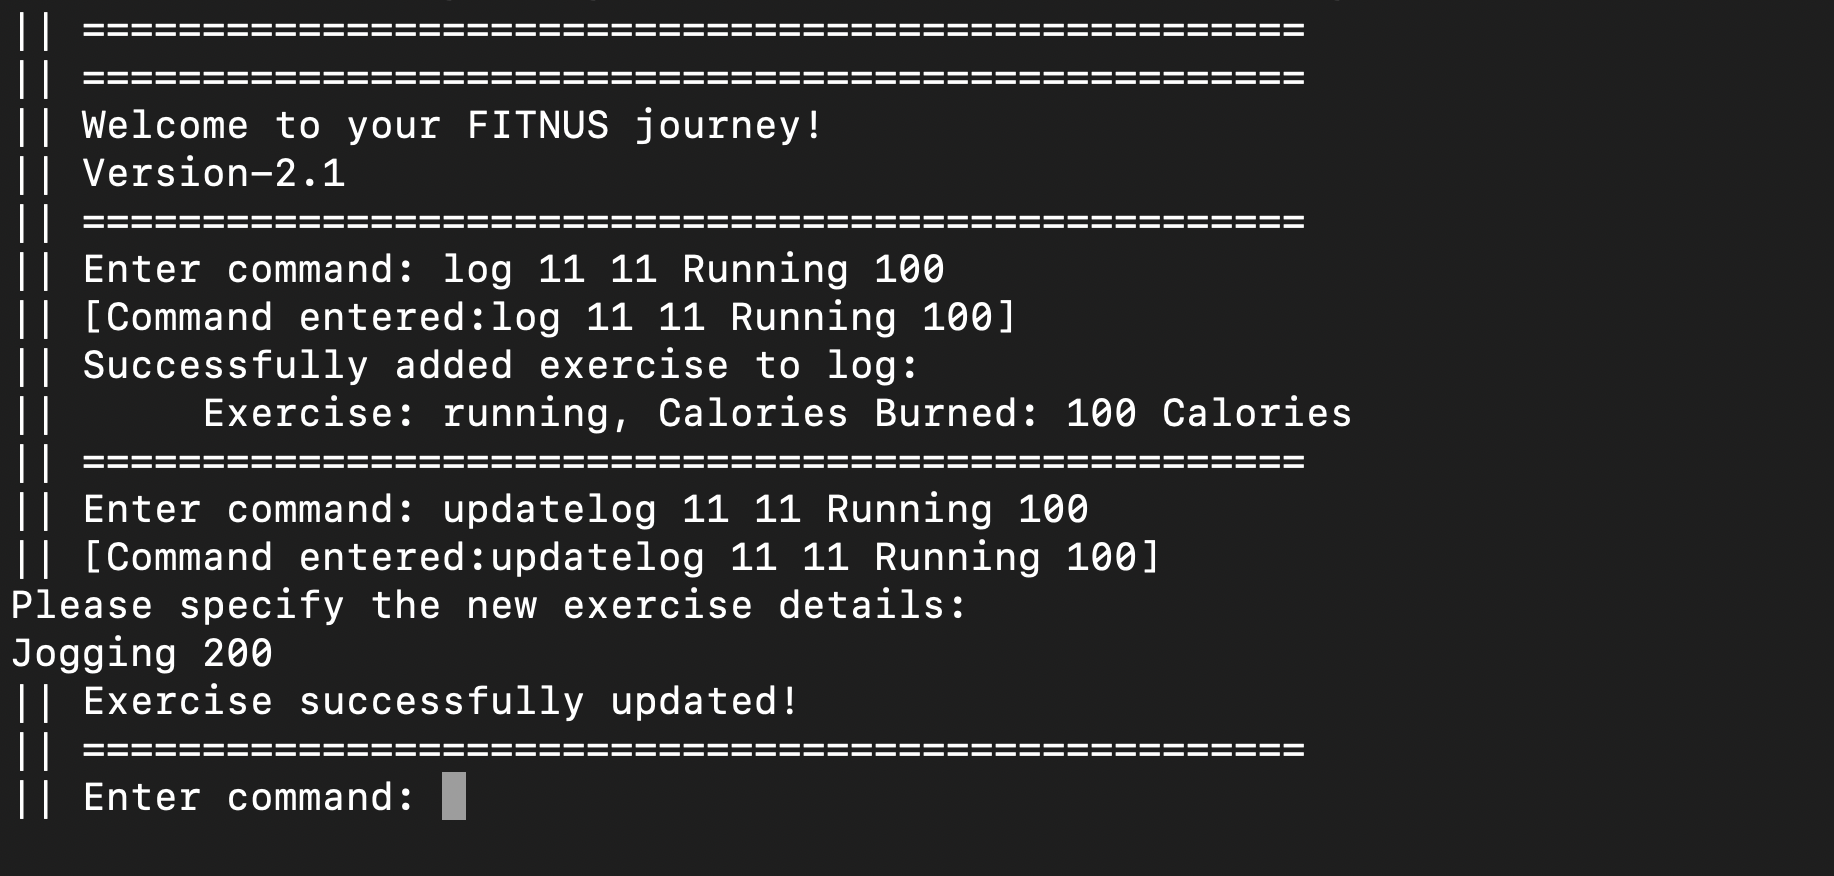 || ===================================================
|| ===================================================
|| Welcome to your FITNUS journey!
|| Version-2.1
|| ===================================================
|| Enter command: log 11 11 Running 100
|| [Command entered:log 11 11 Running 100]
|| Successfully added exercise to log:
||      Exercise: running, Calories Burned: 100 Calories
|| ===================================================
|| Enter command: updatelog 11 11 Running 100
|| [Command entered:updatelog 11 11 Running 100]
Please specify the new exercise details:
Jogging 200
|| Exercise successfully updated!
|| ===================================================
|| Enter command: